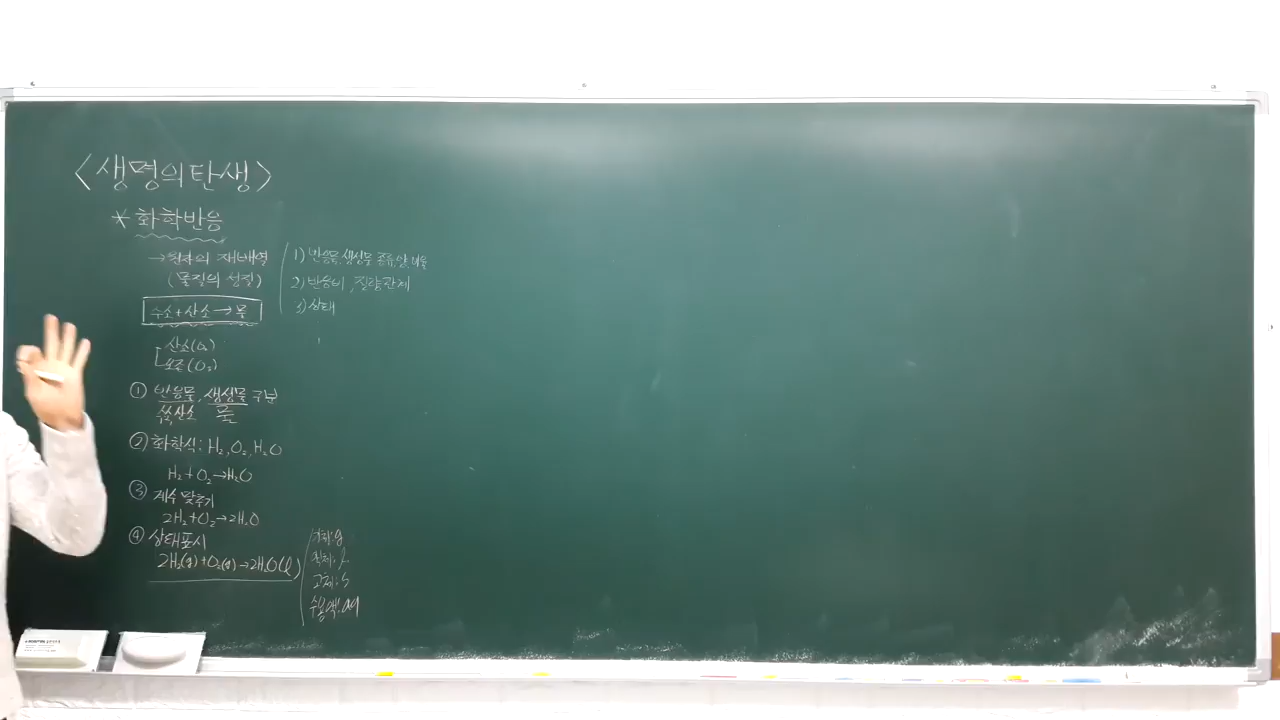 <생명의 탄생>
* 화학반응
→ 원자의 재배열
(물질의 성질)
수소+산소→물
산소(O₂)
오존(O₃)
① 반응물, 생성물 구분
수소,산소 물
② 화학식: H₂, O₂, H₂O
H₂+O₂→H₂O
③ 계수 맞추기
2H₂+O₂→2H₂O
④ 상태표시
2H₂(g)+O₂(g)→2H₂O(l)
1) 반응물,생성물 종류,양,비율
2) 반응비, 질량관계
3) 상태
기체:g
액체:l
고체:s
수용액:aq